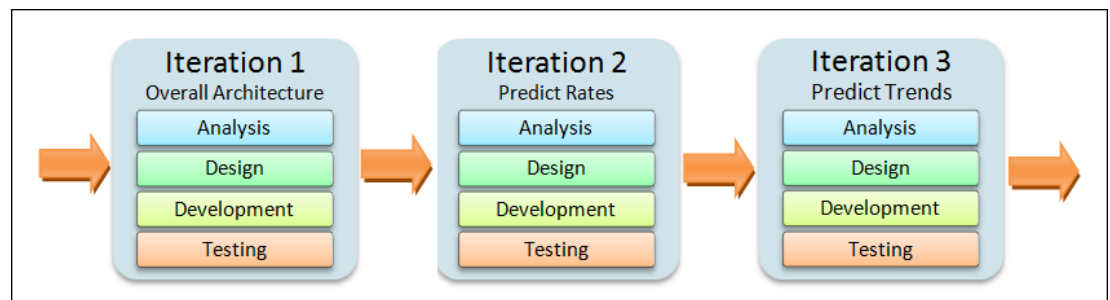 Iteration 1
Overall Architecture
Analysis
Design
Development
Testing
Iteration 2
Predict Rates
Analysis
Design
Development
Testing
Iteration 3
Predict Trends
Analysis
Design
Development
Testing